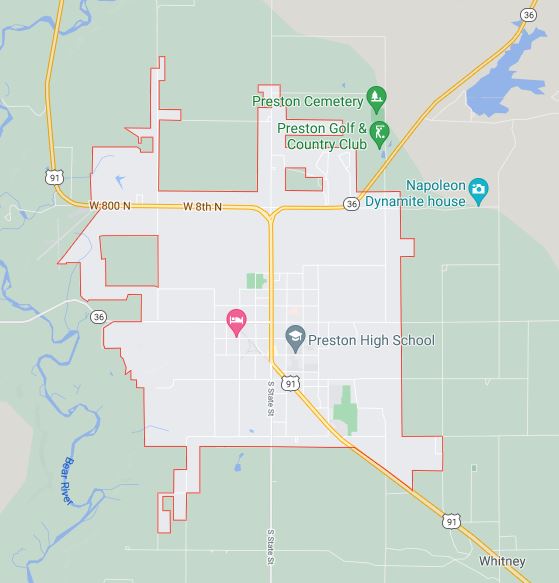 36
Preston Cemetery
Preston Golf &
Country Club
91
Napoleon
Dynamite house
W 800 N
W 8th N
36
36
Preston High School
S State St
91
Bear River
91
S State St
Whitney